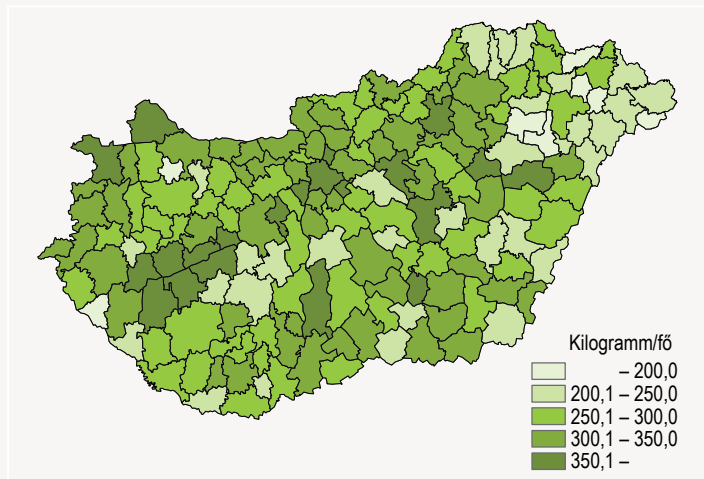 Kilogramm/fő
– 200,0
200,1 – 250,0
250,1 – 300,0
300,1 – 350,0
350,1 –